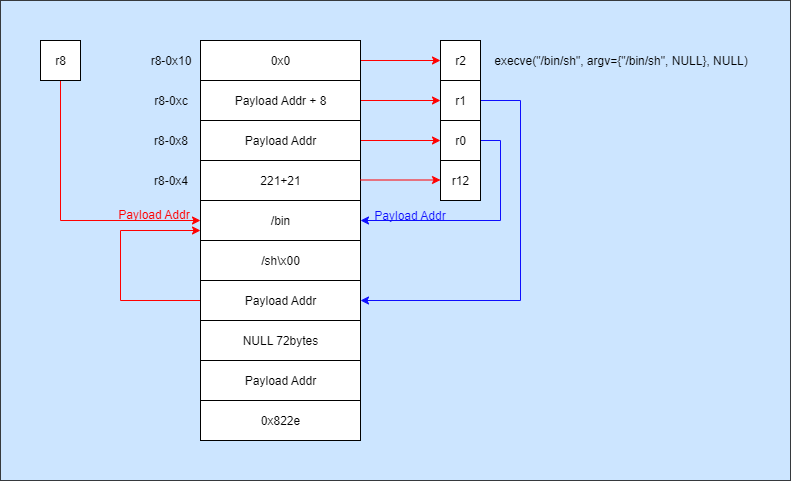 r8
r8-0x10
0x0
r2
execve("/bin/sh", argv={"/bin/sh", NULL}, NULL)
r8-0xc
Payload Addr + 8
r1
r8-0x8
Payload Addr
r0
r8-0x4
221+21
r12
Payload Addr
/bin
Payload Addr
/sh\x00
Payload Addr
NULL 72bytes
Payload Addr
0x822e